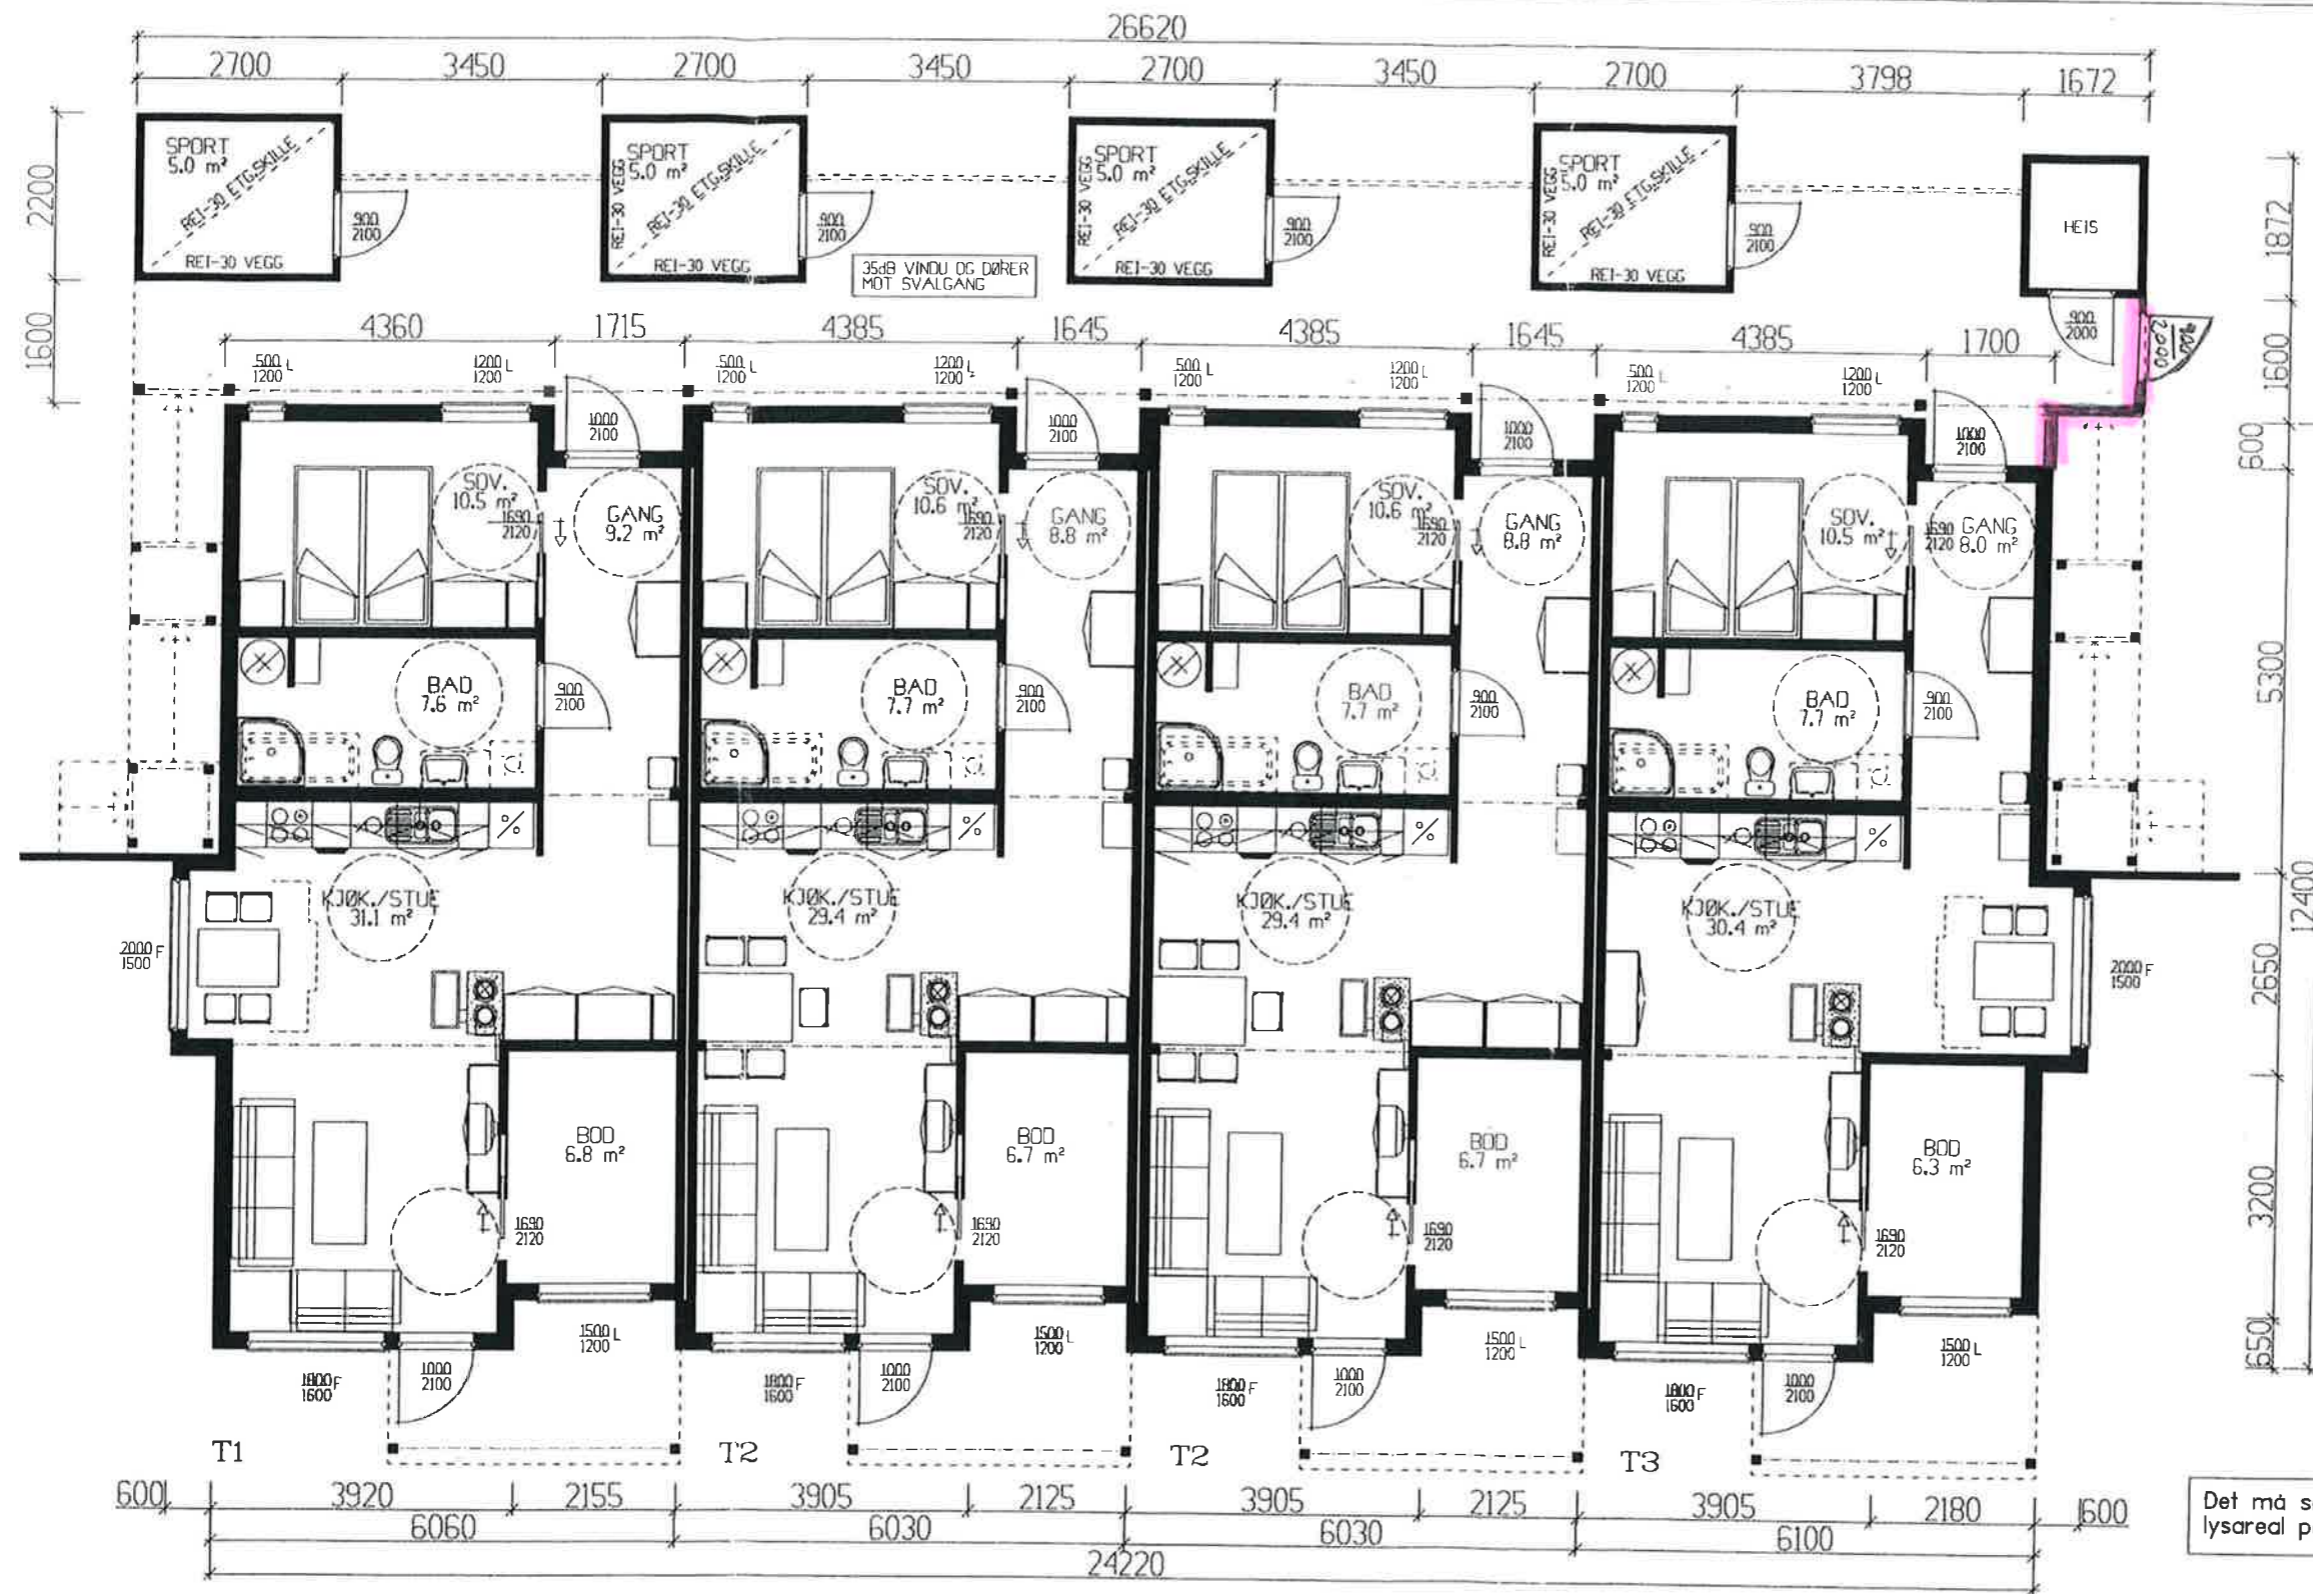 26620
2700 3450 2700 3450 2700 3450 2700 3798 1672
2200
1600
SPORT
5.0 m²
REI-30 ETG.SKILLE
REI-30 VEGG
900
2100
SPORT
5.0 m²
REI-30 VEGG
REI-30 ETG.SKILLE
REI-30 VEGG
900
2100
35dB VINDU OG DØRER
MOT SVALGANG
SPORT
5.0 m²
REI-30 VEGG
REI-30 ETG.SKILLE
REI-30 VEGG
900
2100
SPORT
5.0 m²
REI-30 VEGG
REI-30 ETG.SKILLE
REI-30 VEGG
900
2100
HEIS
900
2000
900
2000
1872
1600
600
5300
2650
3200
650
12400
4360 1715 4385 1645 4385 1645 4385 1700
500 L
1200
1200 L
1200
500 L
1200
1200 L
1200
500 L
1200
1200 L
1200
500 L
1200
1200 L
1200
1000
2100
1000
2100
1000
2100
1000
2100
SOV.
10.5 m²
1690
2120
GANG
9.2 m²
SOV.
10.6 m²
1690
2120
GANG
8.8 m²
SOV.
10.6 m²
1690
2120
GANG
8.8 m²
SOV.
10.5 m²
1690
2120
GANG
8.0 m²
BAD
7.6 m²
900
2100
BAD
7.7 m²
900
2100
BAD
7.7 m²
900
2100
BAD
7.7 m²
900
2100
KJØK./STUE
31.1 m²
KJØK./STUE
29.4 m²
KJØK./STUE
29.4 m²
KJØK./STUE
30.4 m²
2000 F
1500
2000 F
1500
BOD
6.8 m²
BOD
6.7 m²
BOD
6.7 m²
BOD
6.3 m²
1690
2120
1690
2120
1690
2120
1690
2120
1800 F
1600
1000
2100
1500 L
1200
1800 F
1600
1000
2100
1500 L
1200
1800 F
1600
1000
2100
1500 L
1200
1800 F
1600
1000
2100
1500 L
1200
T1 T2 T2 T3
600 3920 2155 3905 2125 3905 2125 3905 2180 600
6060 6030 6030 6100
24220
Det må
lysareal